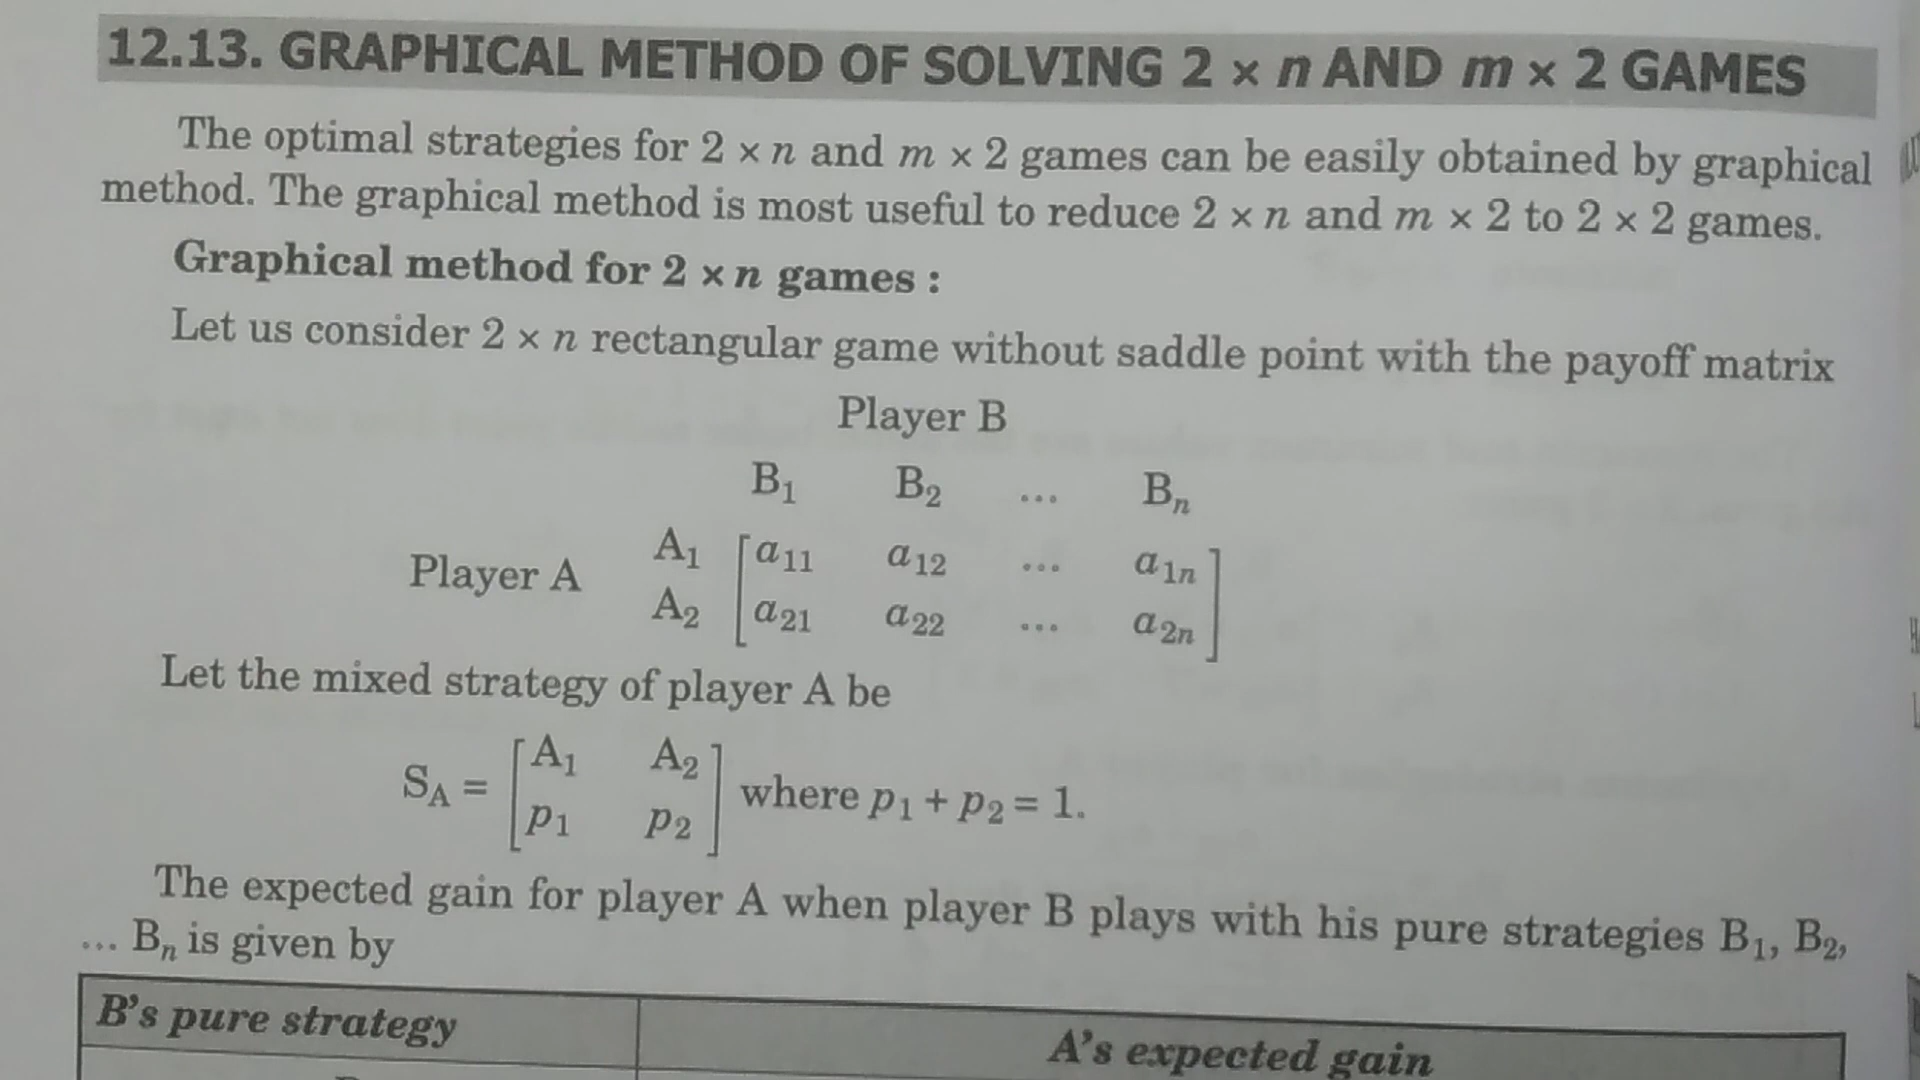 12.13. GRAPHICAL METHOD OF SOLVING 2 × n AND m × 2 GAMES
The optimal strategies for 2 × n and m × 2 games can be easily obtained by graphical
method. The graphical method is most useful to reduce 2 × n and m × 2 to 2 × 2 games.
Graphical method for 2 × n games :
Let us consider 2 × n rectangular game without saddle point with the payoff matrix
Player B
B₁ B₂ ... Bₙ
Player A A₁ [a₁₁ a₁₂ ... a₁ₙ]
A₂ [a₂₁ a₂₂ ... a₂ₙ]
Let the mixed strategy of player A be
S_A = [A₁ A₂
p₁ p₂] where p₁ + p₂ = 1.
The expected gain for player A when player B plays with his pure strategies B₁, B₂,
... Bₙ is given by
B's pure strategy A's expected gain